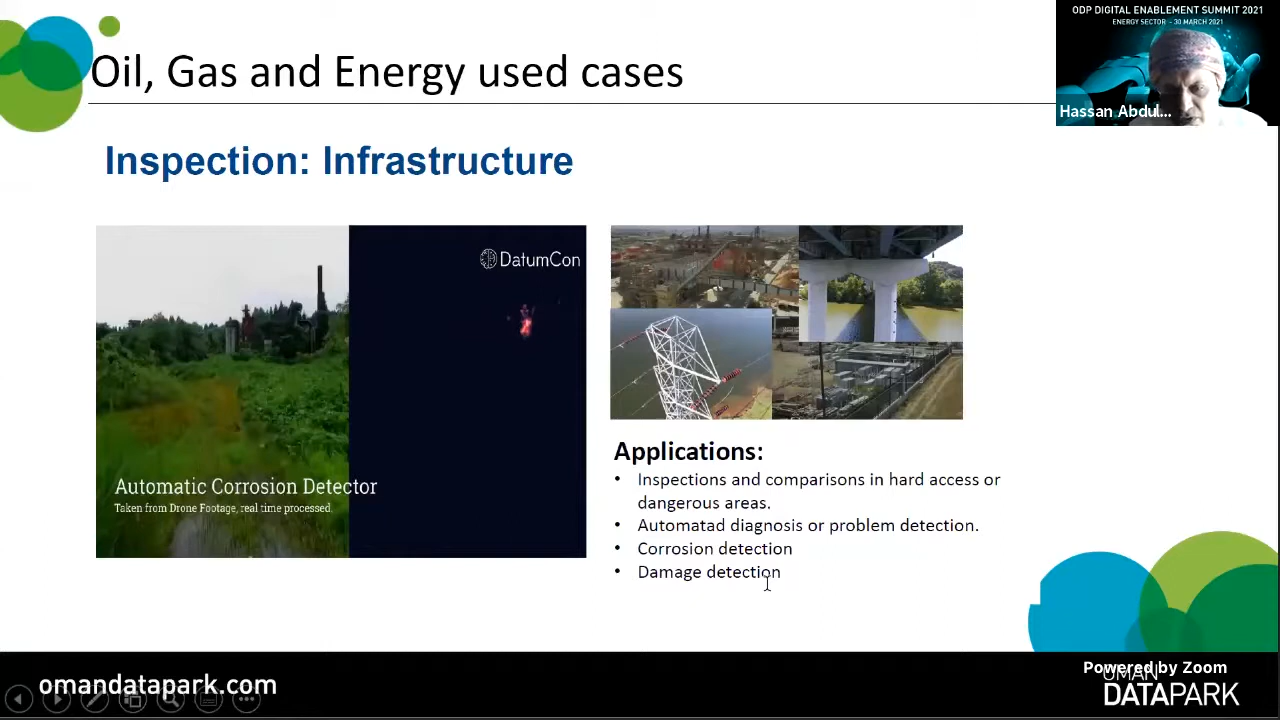 ODP DIGITAL ENABLEMENT SUMMIT 2021
ENERGY SECTOR - 30 MARCH 2021
Hassan Abdul...
Oil, Gas and Energy used cases
Inspection: Infrastructure
DatumCon
Automatic Corrosion Detector
Taken from Drone Footage, real time processed.
Applications:
• Inspections and comparisons in hard access or
dangerous areas.
• Automatad diagnosis or problem detection.
• Corrosion detection
• Damage detection
omandatapark.com
Powered by Zoom
OMAN
DATAPARK